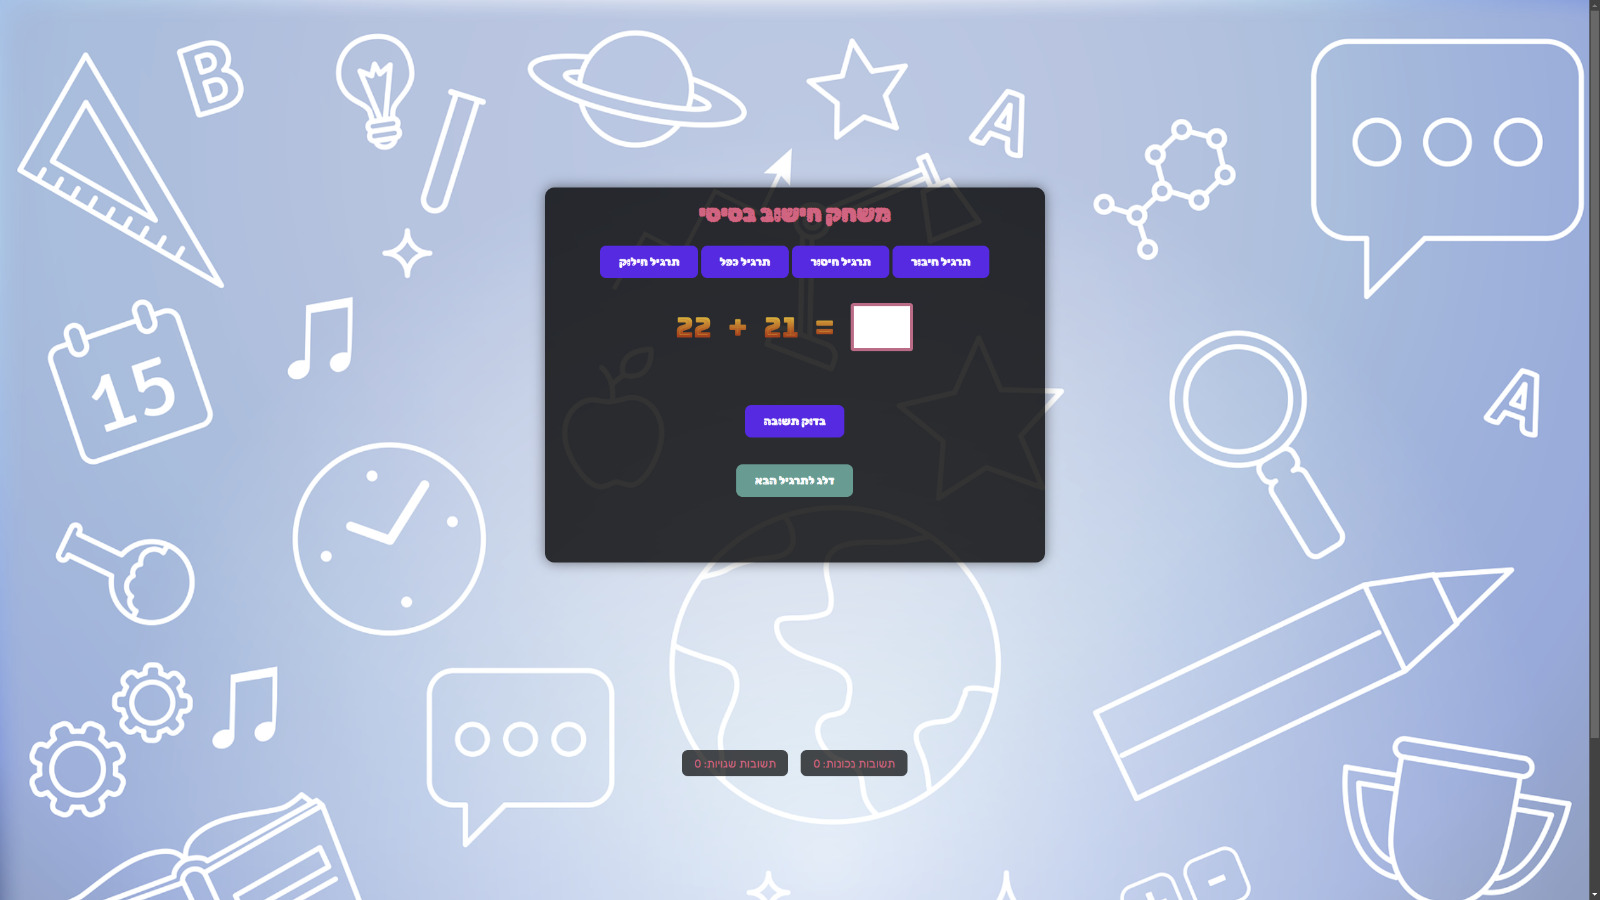 B
A
משחק חישוב בסיסי
תרגיל חיבור תרגיל חיסור תרגיל כפל תרגיל חילוק
22 + 21 =
15
A
בדוק תשובה
דלג לתרגיל הבא
תשובות נכונות: 0 תשובות שגויות: 0